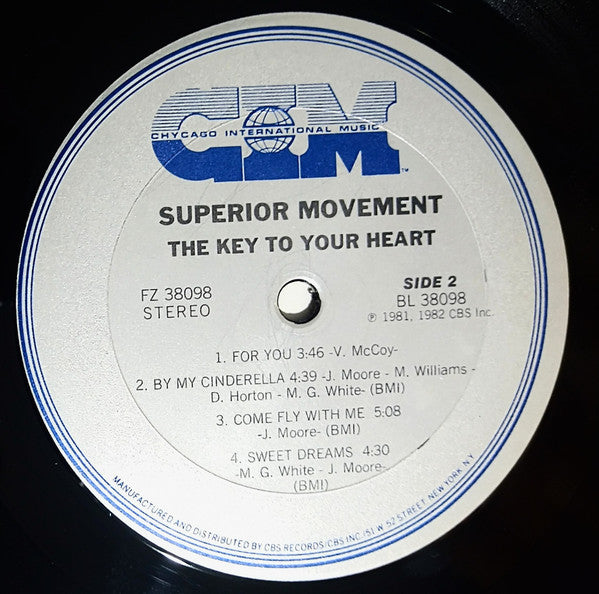 CHYCAGO INTERNATIONAL MUSIC
CIM
TM
SUPERIOR MOVEMENT
THE KEY TO YOUR HEART
FZ 38098
STEREO
SIDE 2
BL 38098
℗ 1981, 1982 CBS Inc.
1. FOR YOU 3:46 -V. McCoy-
2. BY MY CINDERELLA 4:39 -J. Moore - M. Williams -
D. Horton - M. G. White- (BMI)
3. COME FLY WITH ME 5:08
-J. Moore- (BMI)
4. SWEET DREAMS 4:30
-M. G. White - J. Moore-
(BMI)
MANUFACTURED AND DISTRIBUTED BY CBS RECORDS/CBS INC./51 W. 52 STREET, NEW YORK, N.Y.